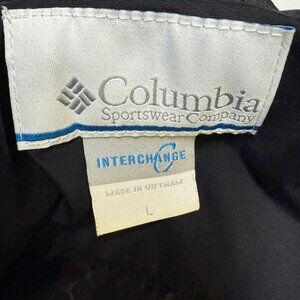 Columbia
Sportswear Company
INTERCHANGE
MADE IN VIETNAM
L